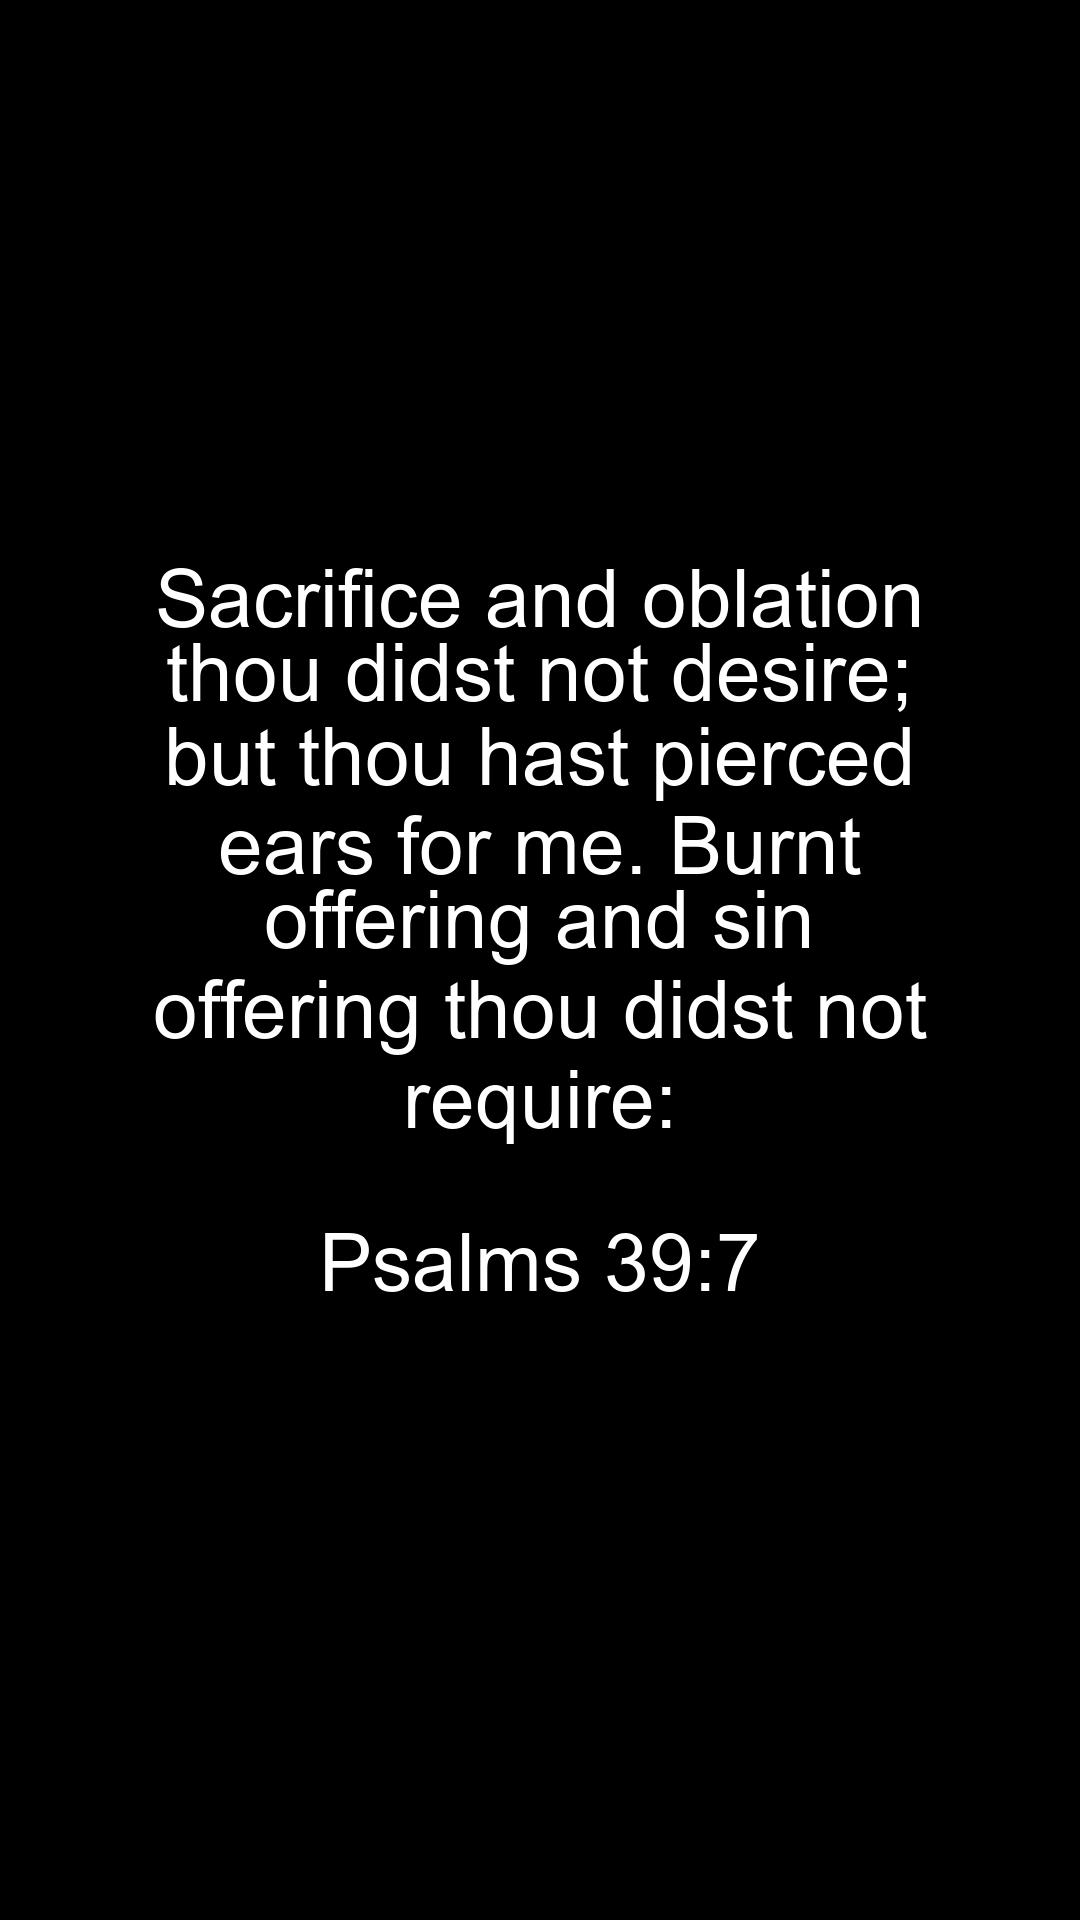 Sacrifice and oblation
thou didst not desire;
but thou hast pierced
ears for me. Burnt
offering and sin
offering thou didst not
require:
Psalms 39:7